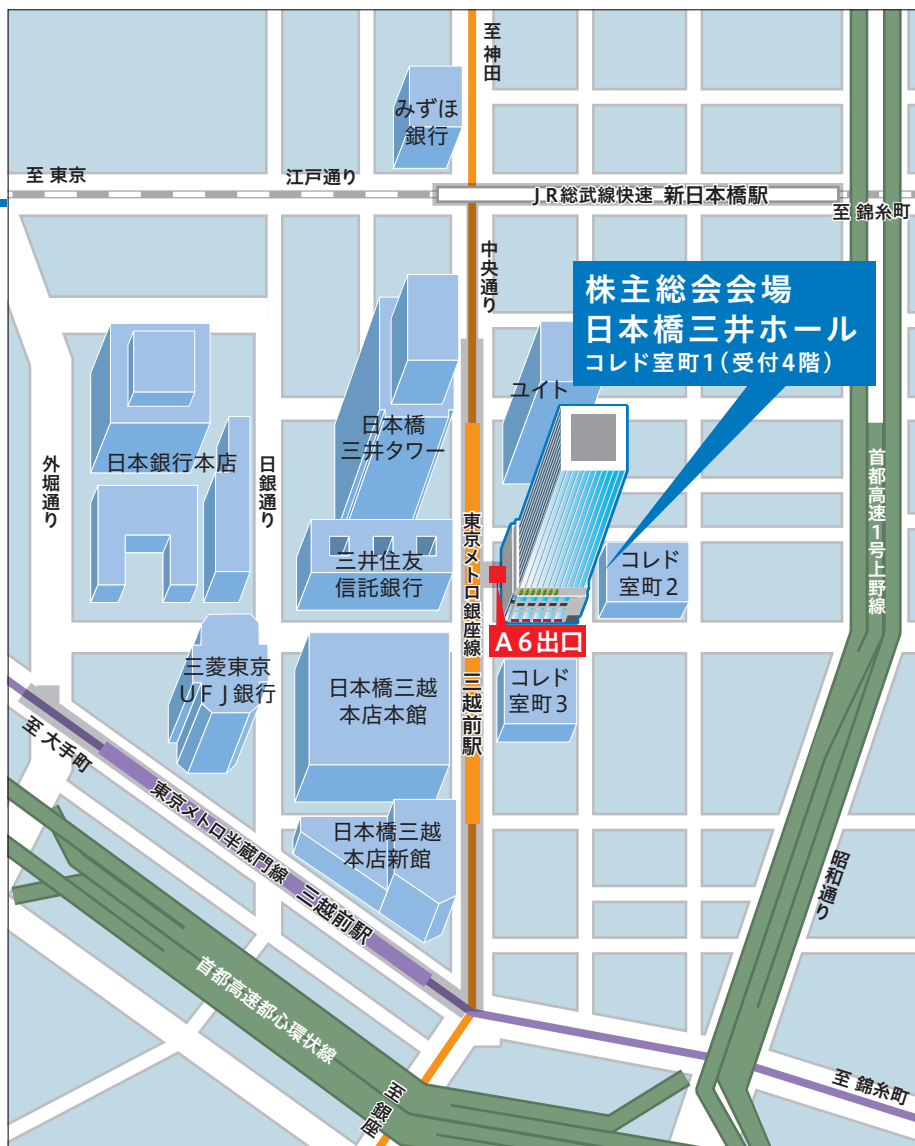 至 神田
みずほ
銀行
至 東京
江戸通り
JR総武線快速 新日本橋駅
至 錦糸町
中央通り
株主総会会場
日本橋三井ホール
コレド室町1(受付4階)
ユイト
日本橋
三井タワー
日本銀行本店
外堀通り
日銀通り
首都高速1号上野線
東京メトロ銀座線 三越前駅
三井住友
信託銀行
コレド
室町2
A6出口
三菱東京
UFJ銀行
日本橋三越
本店本館
コレド
室町3
至 大手町
東京メトロ半蔵門線 三越前駅
日本橋三越
本店新館
昭和通り
首都高速都心環状線
至 銀座
至 錦糸町